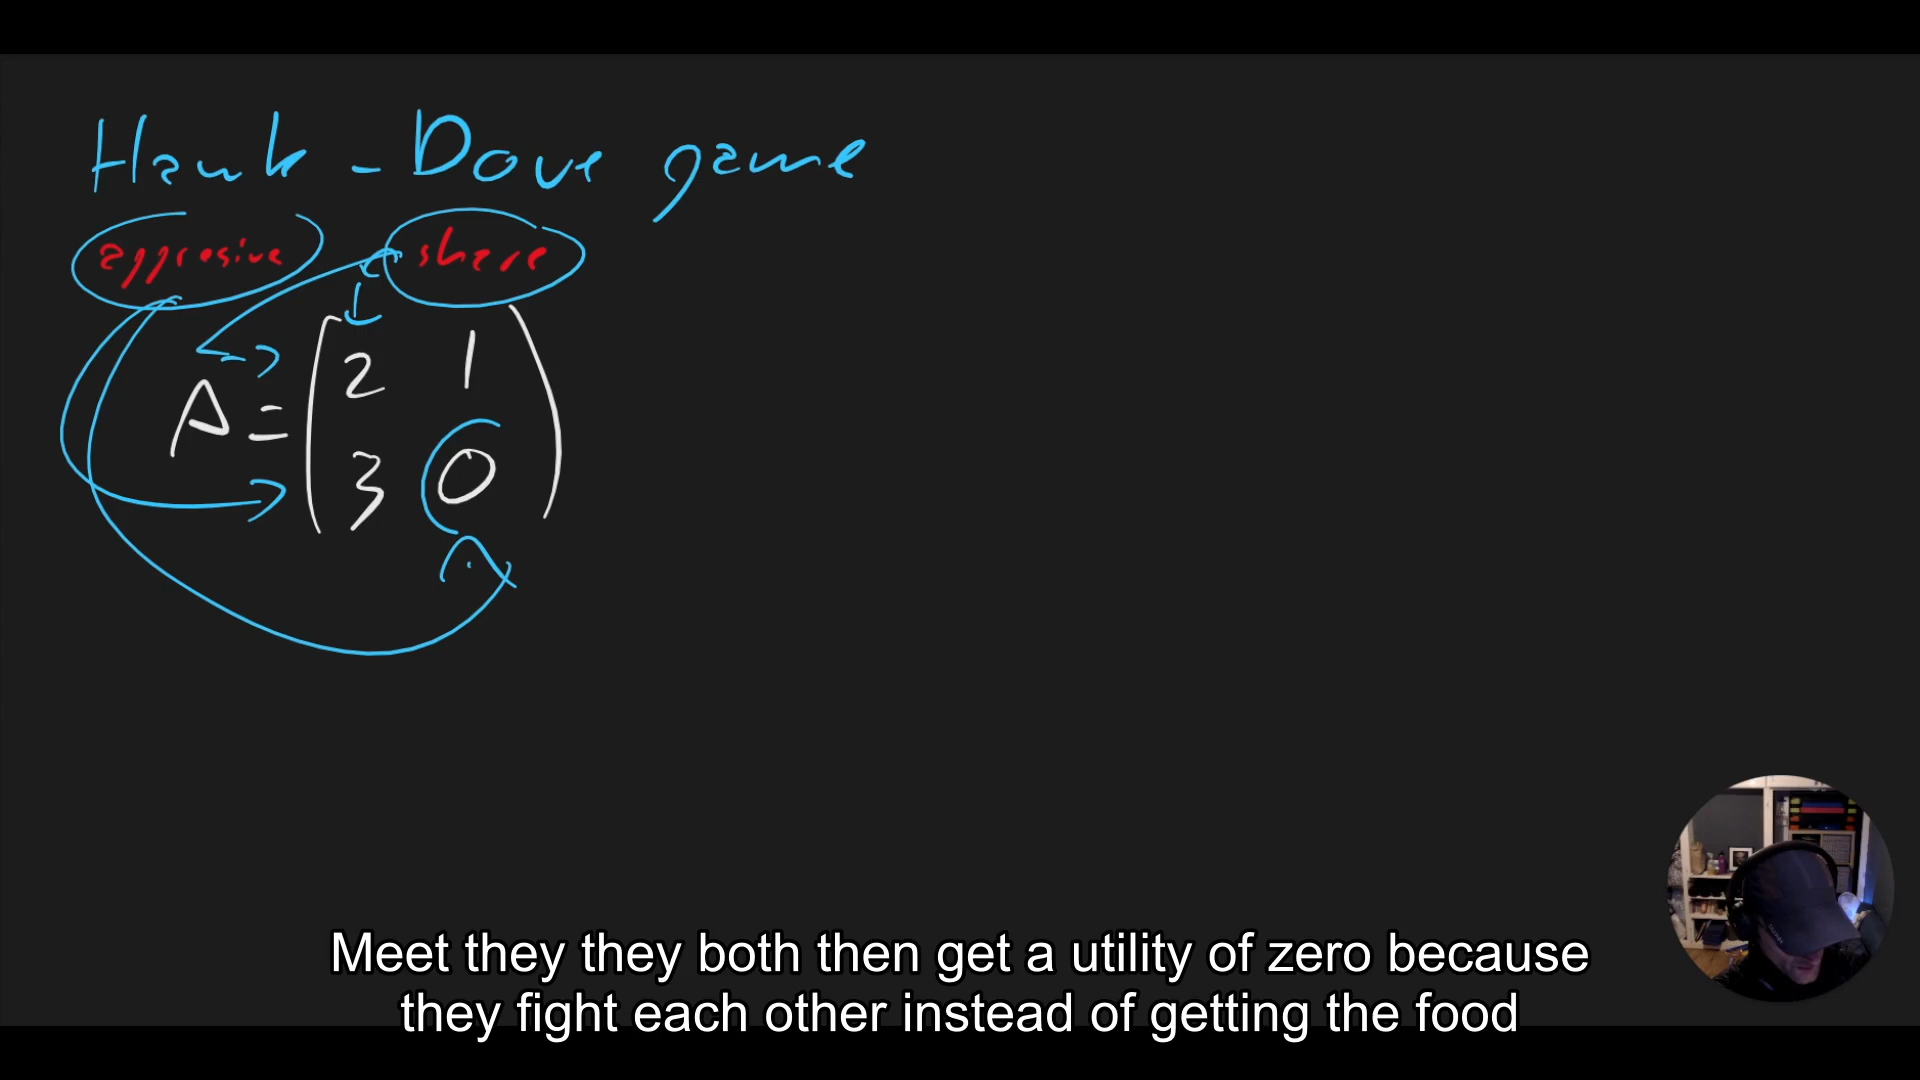 Hawk - Dove game
aggresive share
A = ( 2 1
3 0 )
Meet they they both then get a utility of zero because
they fight each other instead of getting the food